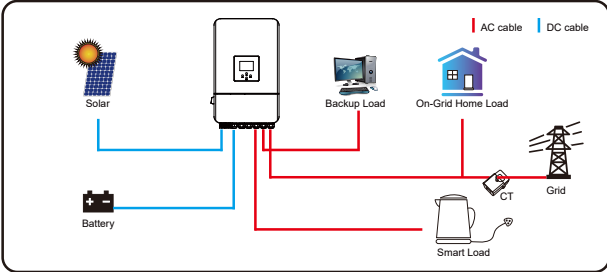 AC cable
DC cable
Solar
Backup Load
On-Grid Home Load
CT
Grid
Battery
Smart Load